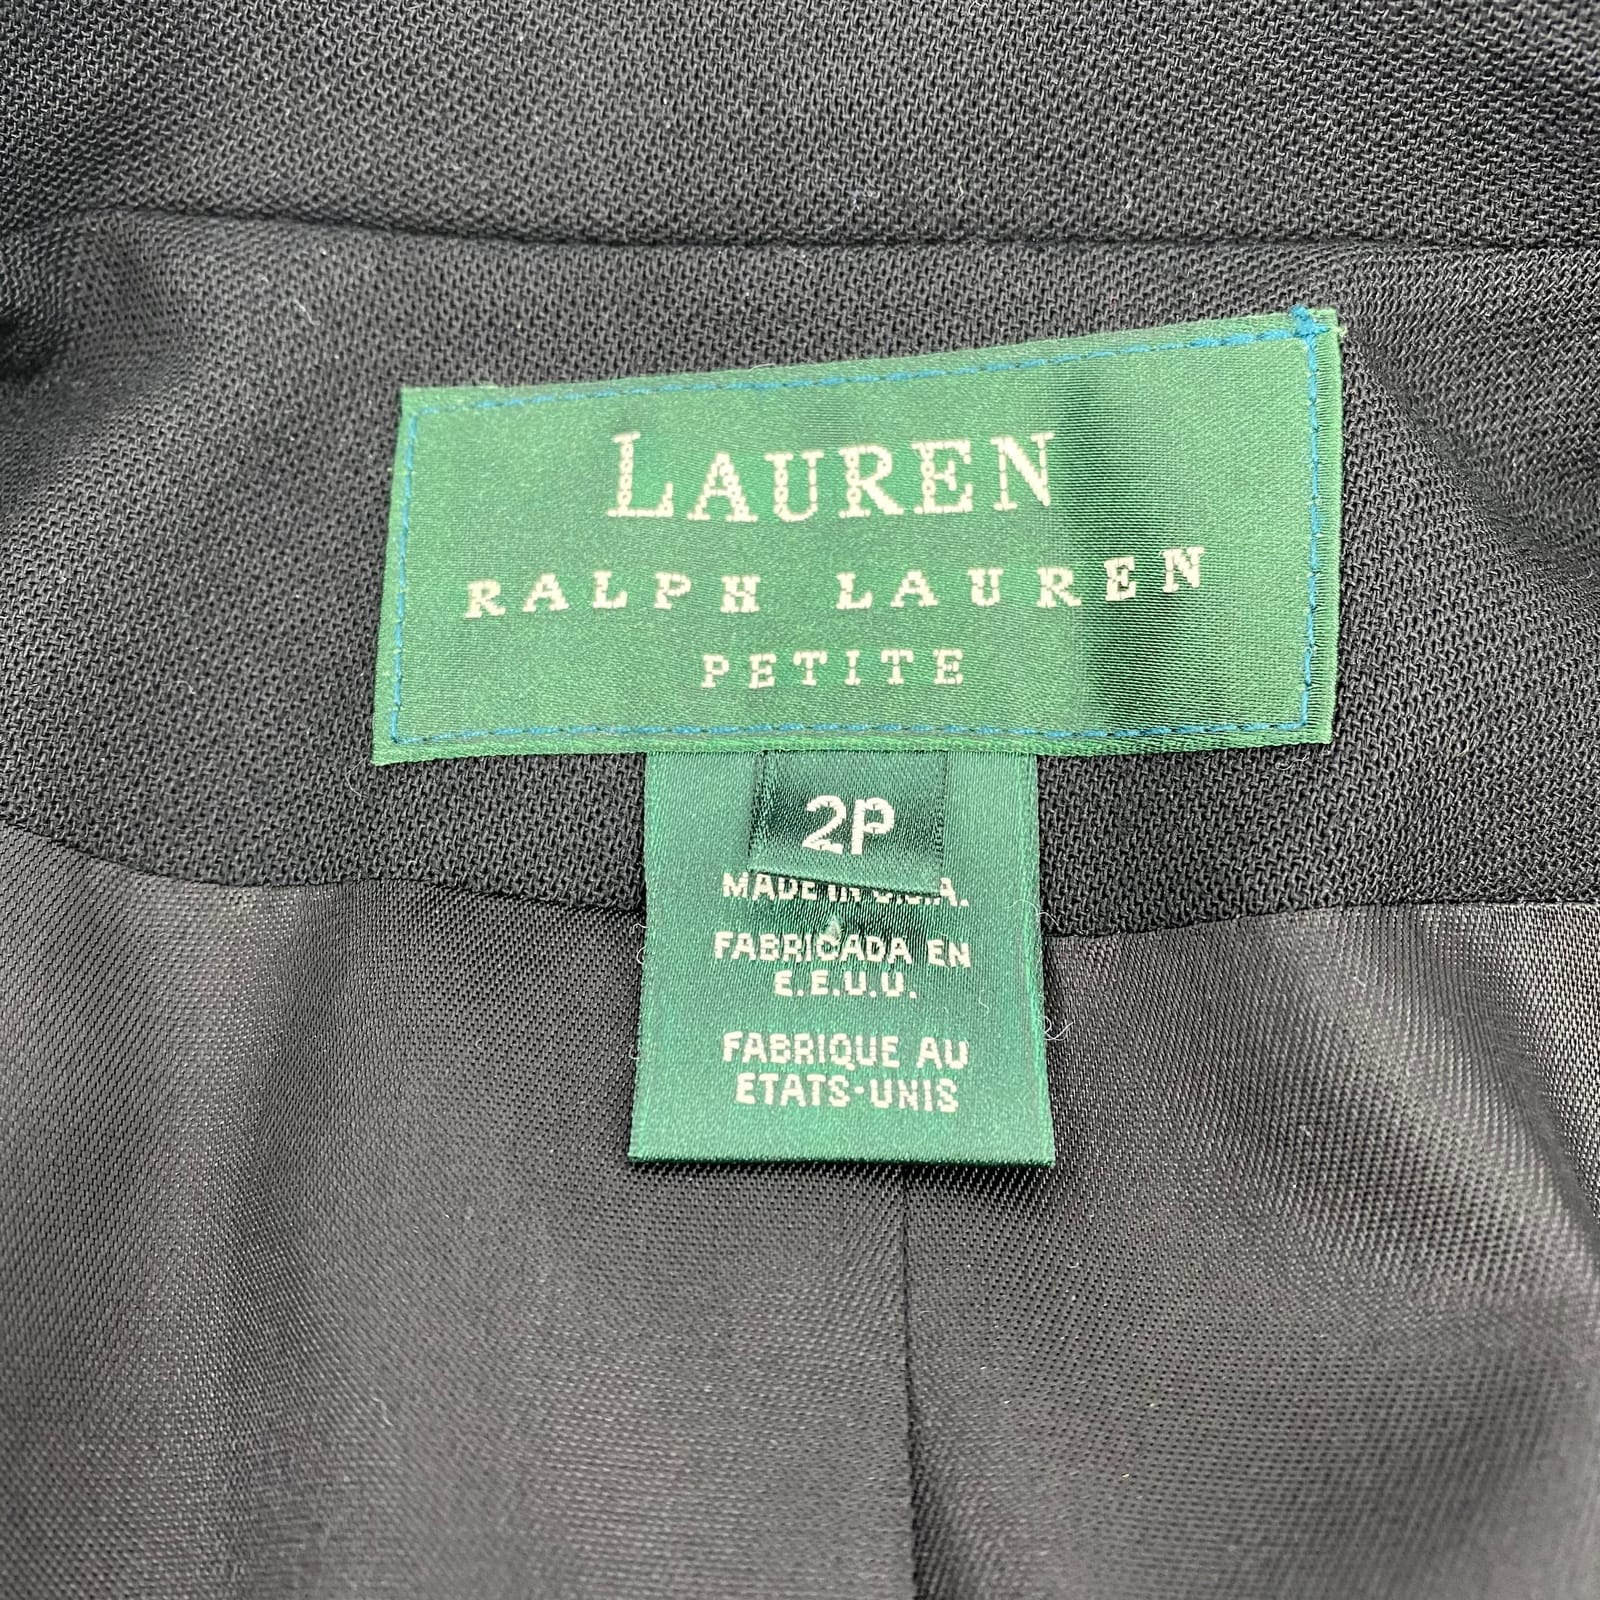 LAUREN
RALPH LAUREN
PETITE
2P
MADE IN U.S.A.
FABRICADA EN
E.E.U.U.
FABRIQUE AU
ETATS-UNIS